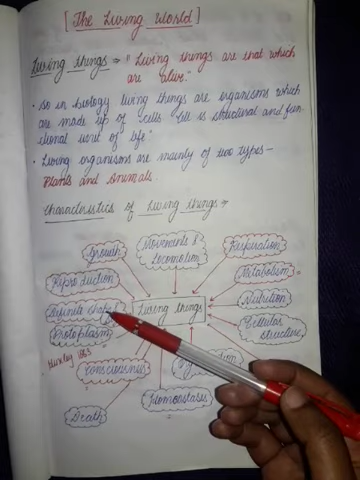 [The Living World]
Living things ⇒ "Living things are that which
are alive."
• So in biology living things are organisms which
are made up of cells. Cell is structural and fun-
ctional unit of life."
• Living organisms are mainly of two types-
Plants and Animals.
Characteristics of Living things ⇒
Movements &
Locomotion
Growth
Respiration
Reproduction
Metabolism
Definite shape
Living things
Nutrition
Protoplasm
Cellular
structure
Huxley
Consciousness
Homeostasis
Death